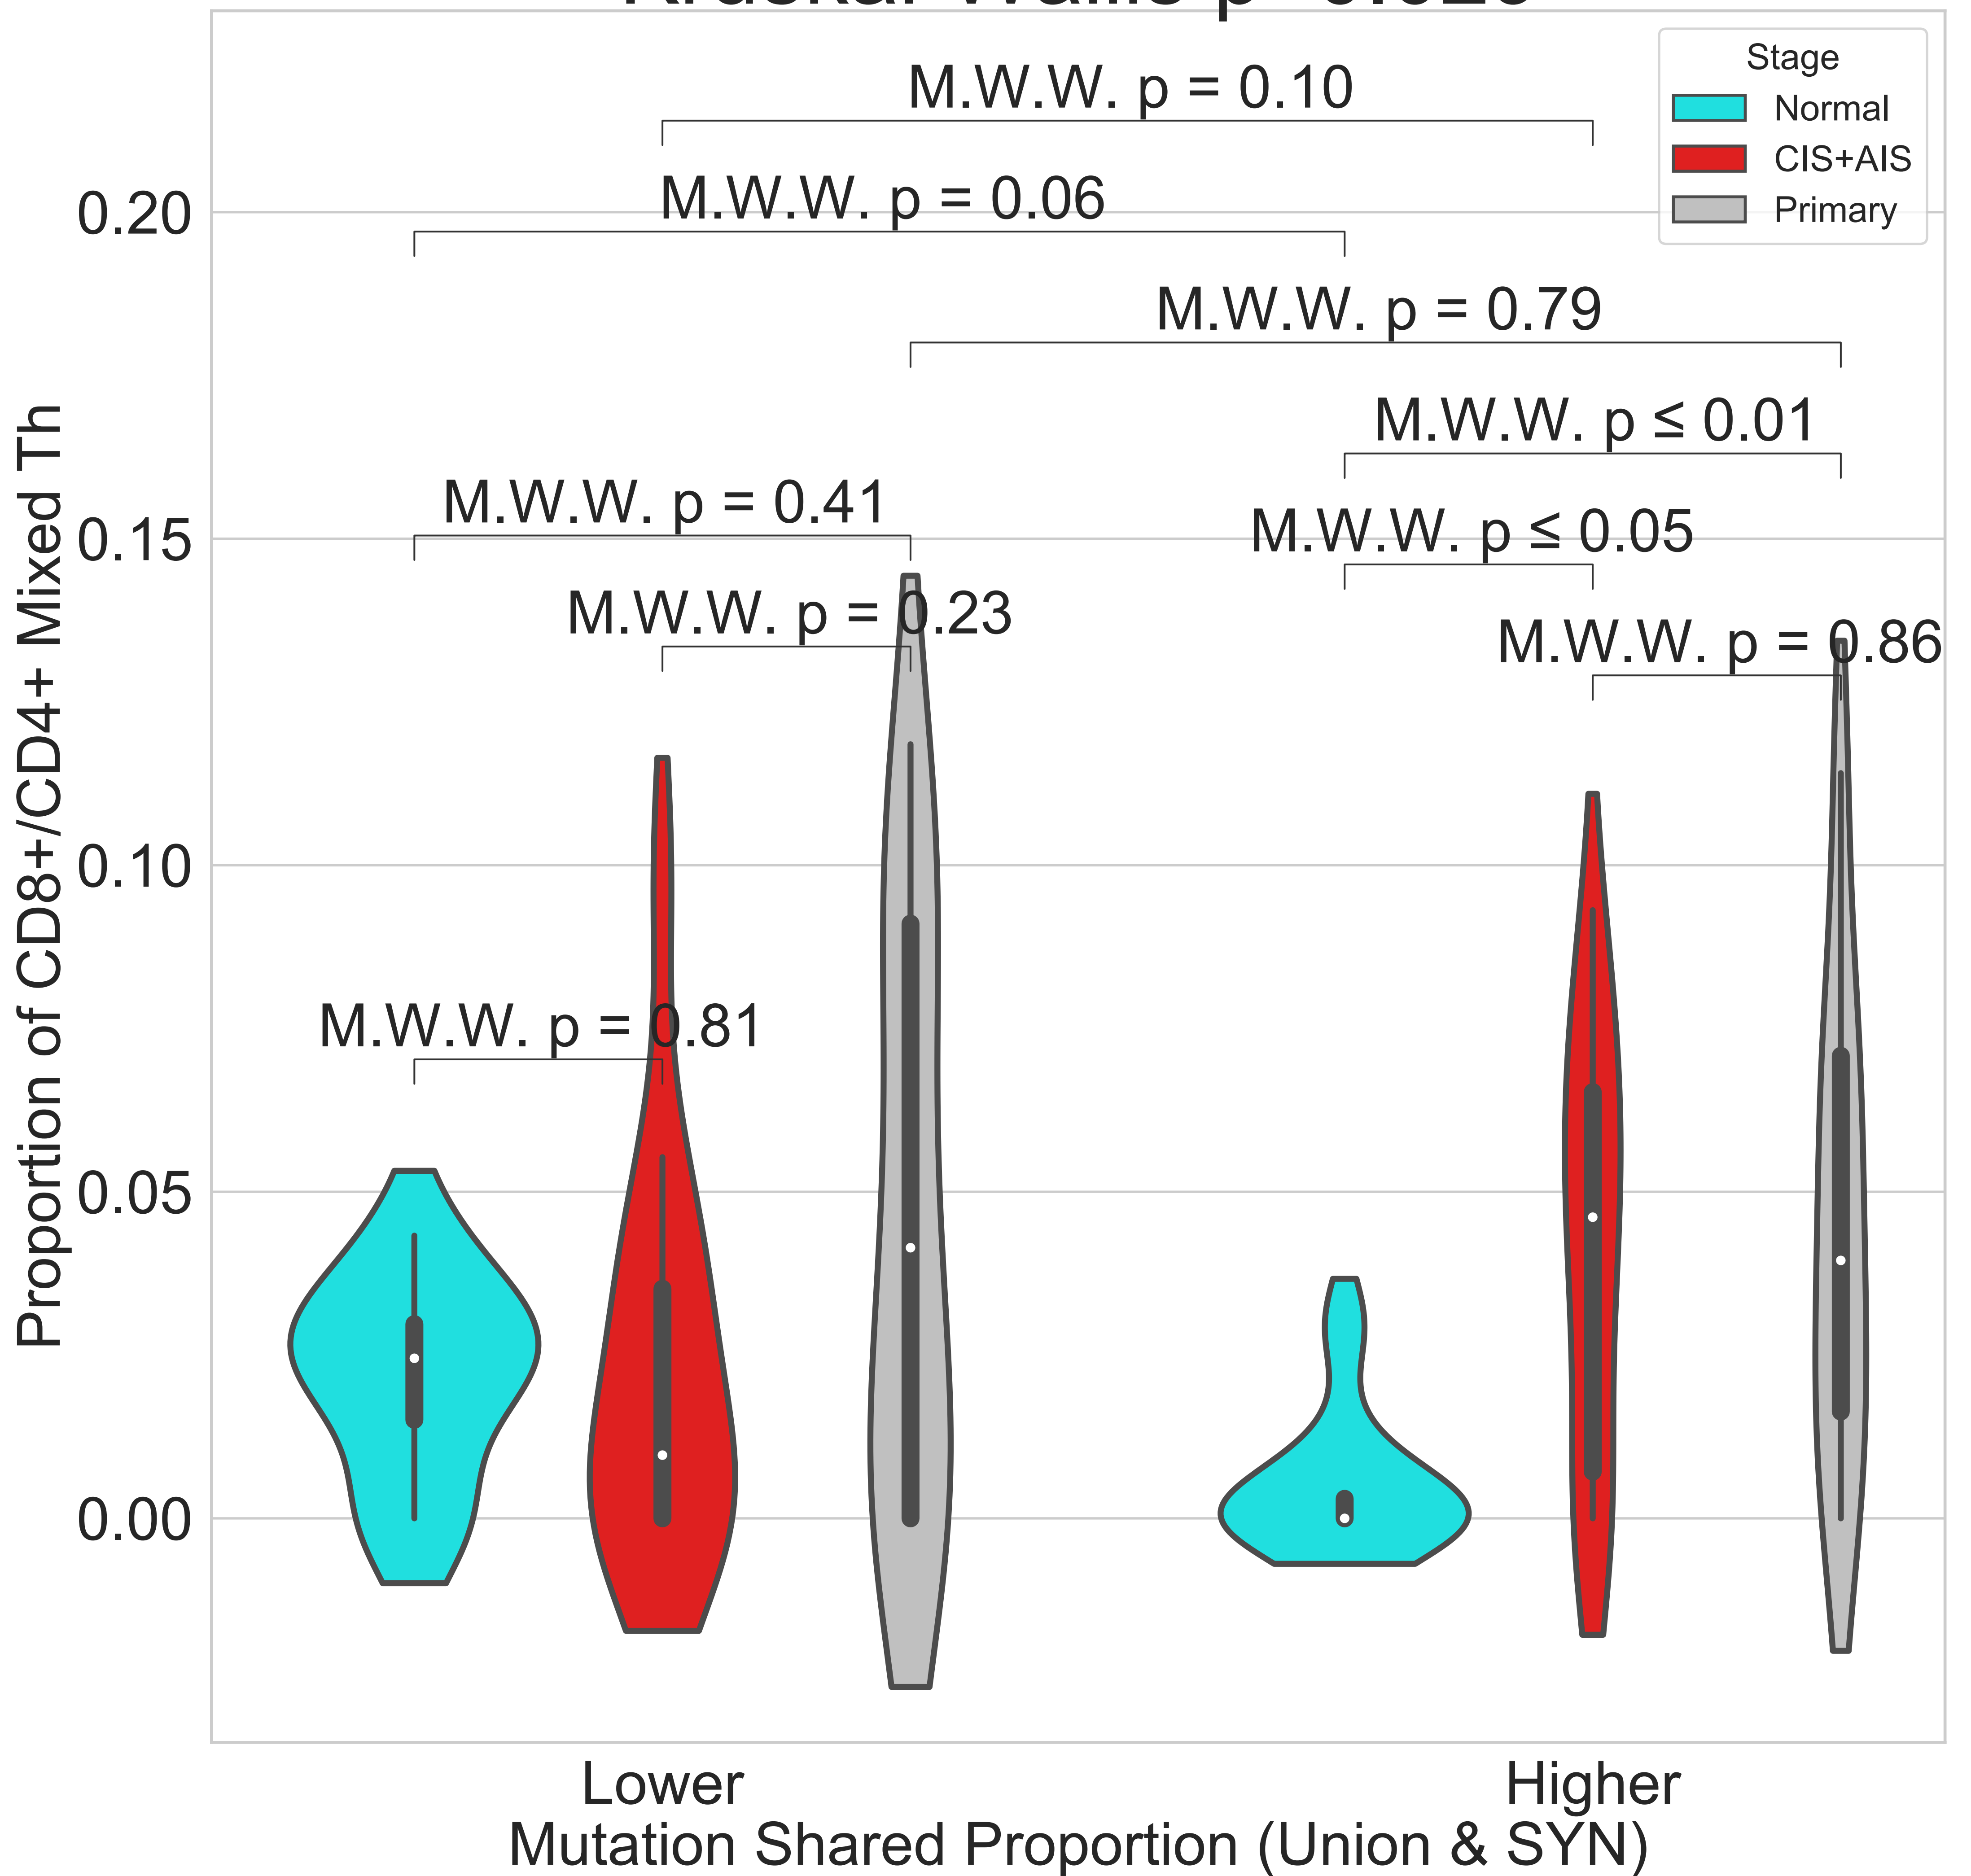 Stage
Normal
CIS+AIS
Primary
M.W.W. p = 0.10
M.W.W. p = 0.06
M.W.W. p = 0.79
M.W.W. p ≤ 0.01
M.W.W. p = 0.41
M.W.W. p ≤ 0.05
M.W.W. p = 0.23
M.W.W. p = 0.86
M.W.W. p = 0.81
Proportion of CD8+/CD4+ Mixed Th
0.20
0.15
0.10
0.05
0.00
Lower
Higher
Mutation Shared Proportion (Union & SYN)